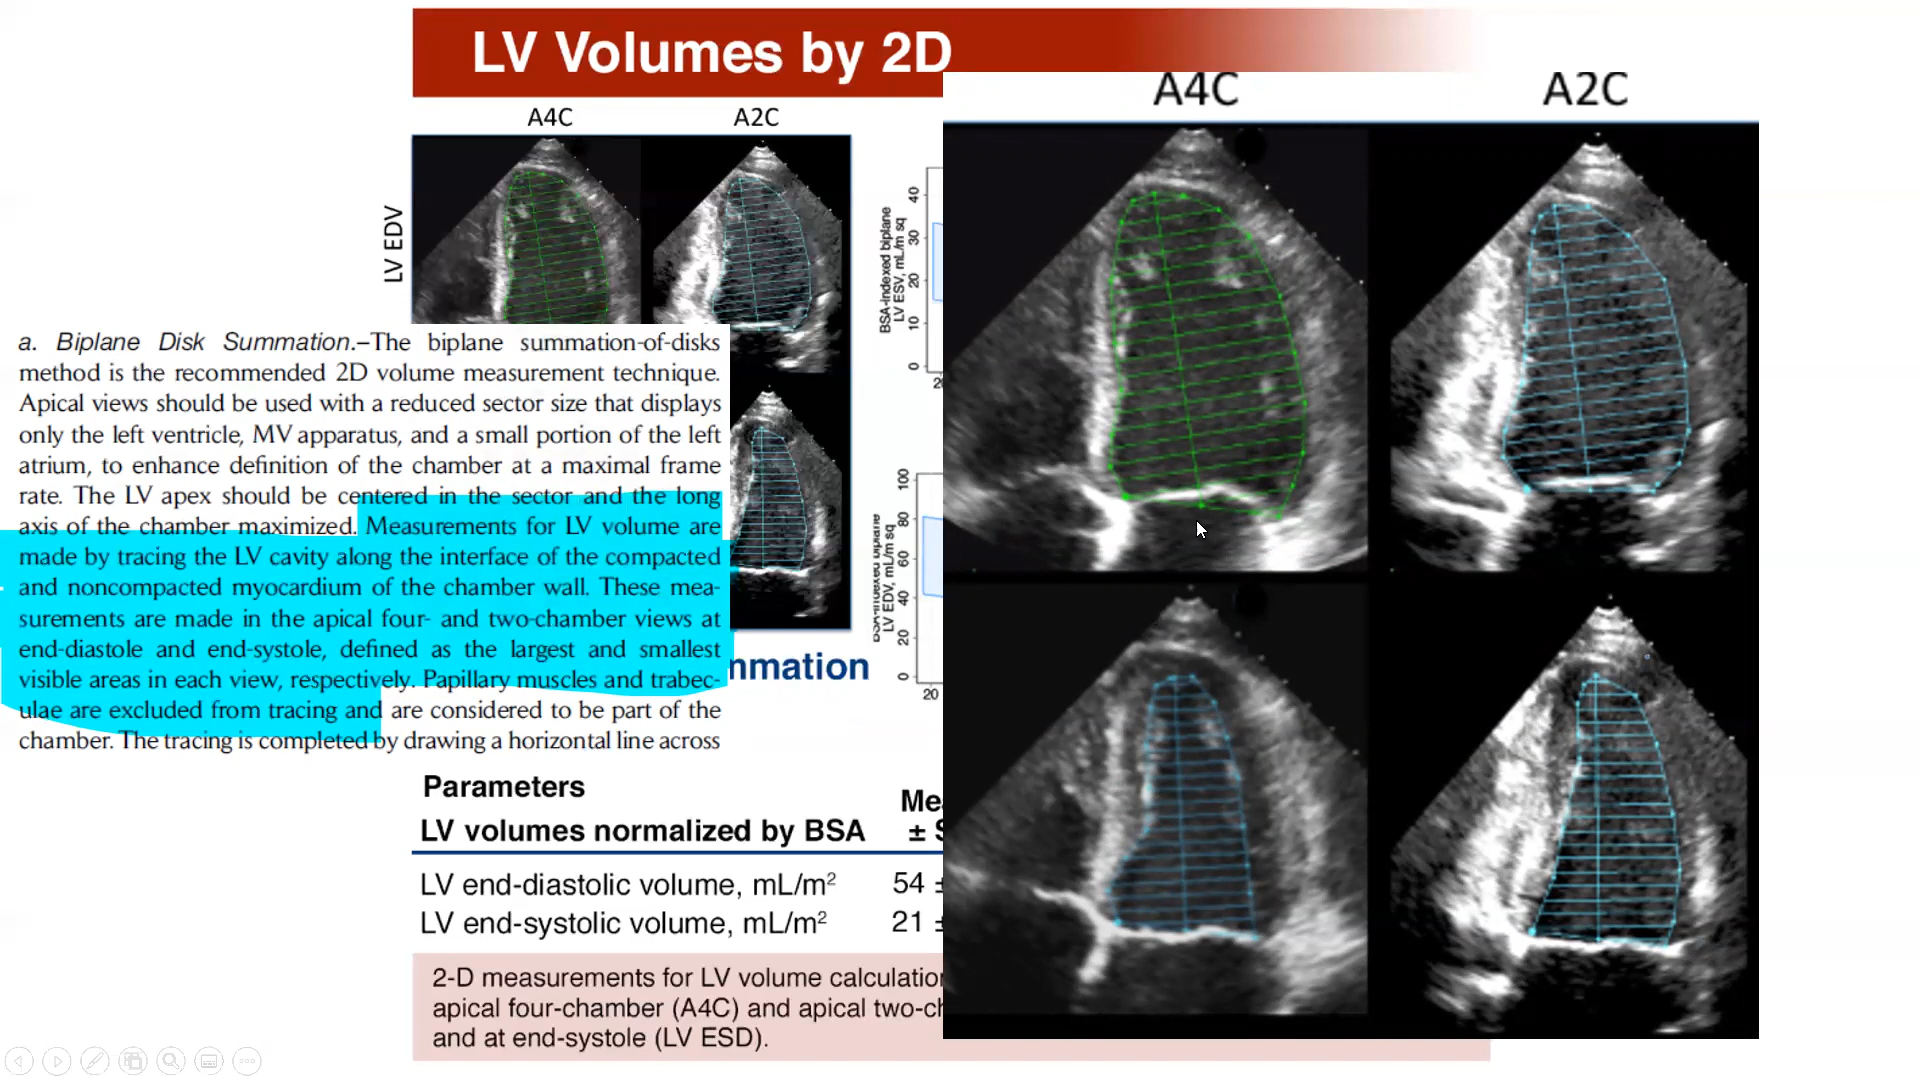 LV Volumes by 2D
A4C
A2C
LV EDV
BSA-indexed biplane
LV ESV, mL/m sq
40
30
20
10
0
A4C
A2C
a. Biplane Disk Summation.–The biplane summation-of-disks
method is the recommended 2D volume measurement technique.
Apical views should be used with a reduced sector size that displays
only the left ventricle, MV apparatus, and a small portion of the left
atrium, to enhance definition of the chamber at a maximal frame
rate. The LV apex should be centered in the sector and the long
axis of the chamber maximized. Measurements for LV volume are
made by tracing the LV cavity along the interface of the compacted
and noncompacted myocardium of the chamber wall. These mea-
surements are made in the apical four- and two-chamber views at
end-diastole and end-systole, defined as the largest and smallest
visible areas in each view, respectively. Papillary muscles and trabec-
ulae are excluded from tracing and are considered to be part of the
chamber. The tracing is completed by drawing a horizontal line across
LV EDV, mL/m sq
100
80
60
40
20
0
20
mmation
Parameters
LV volumes normalized by BSA
± S
LV end-diastolic volume, mL/m²
54 ±
LV end-systolic volume, mL/m²
21 ±
2-D measurements for LV volume calculation
apical four-chamber (A4C) and apical two-ch
and at end-systole (LV ESD).